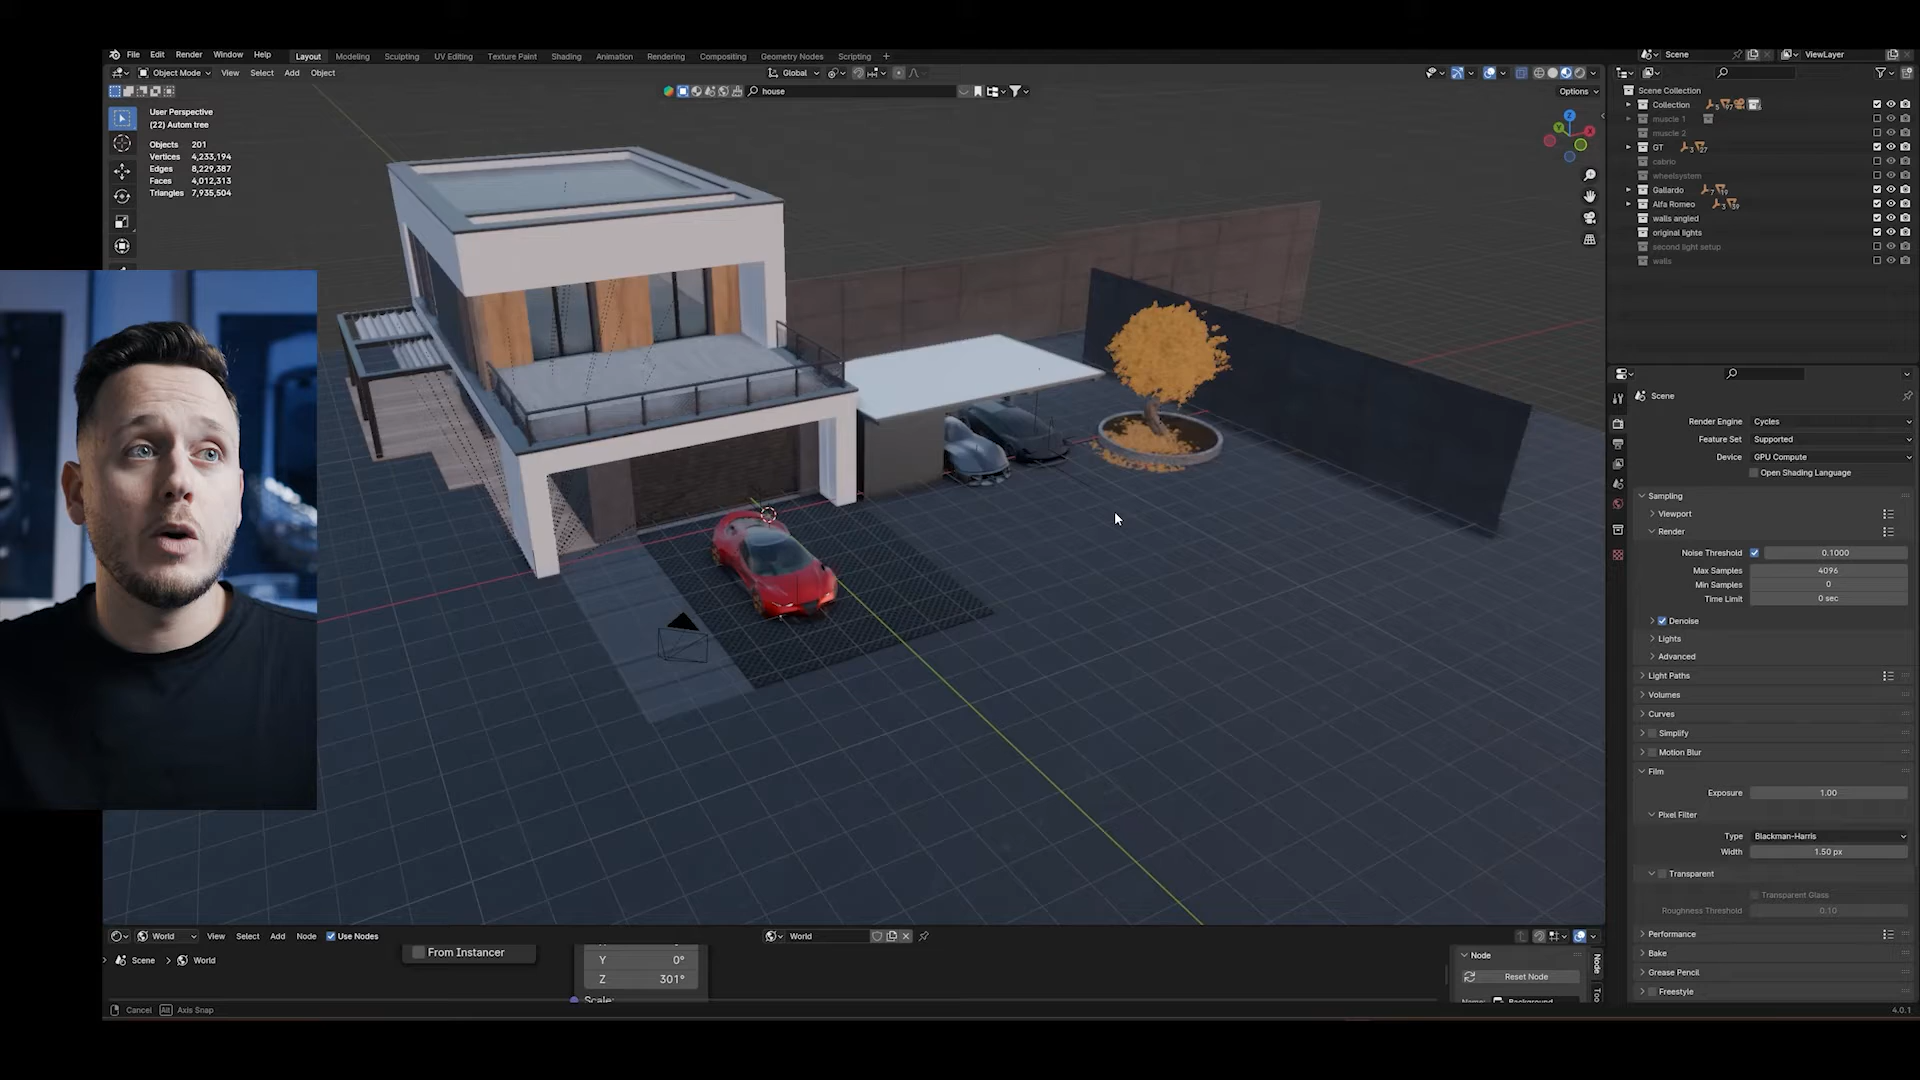 File Edit Render Window Help
Layout Modeling Sculpting UV Editing Texture Paint Shading Animation Rendering Compositing Geometry Nodes Scripting +
Scene
ViewLayer
Object Mode View Select Add Object
Global
house
Options
User Perspective
(22) Autom tree
Objects 201
Vertices 4,233,194
Edges 8,229,387
Faces 4,012,313
Triangles 7,935,504
Z
Y
X
Scene Collection
Collection
muscle 1
muscle 2
GT
cabrio
wheelsystem
Gallardo
Alfa Romeo
walls angled
original lights
second light setup
walls
Scene
Render Engine Cycles
Feature Set Supported
Device GPU Compute
Open Shading Language
Sampling
Viewport
Render
Noise Threshold 0.1000
Max Samples 4096
Min Samples 0
Time Limit 0 sec
Denoise
Lights
Advanced
Light Paths
Volumes
Curves
Simplify
Motion Blur
Film
Exposure 1.00
Pixel Filter
Type Blackman-Harris
Width 1.50 px
Transparent
Transparent Glass
Roughness Threshold 0.10
Performance
Bake
Grease Pencil
Freestyle
World View Select Add Node Use Nodes
World
Scene > World
From Instancer
Y 0°
Z 301°
Scale:
Node
Reset Node
Background
Node
Cancel Alt Axis Snap
4.0.1